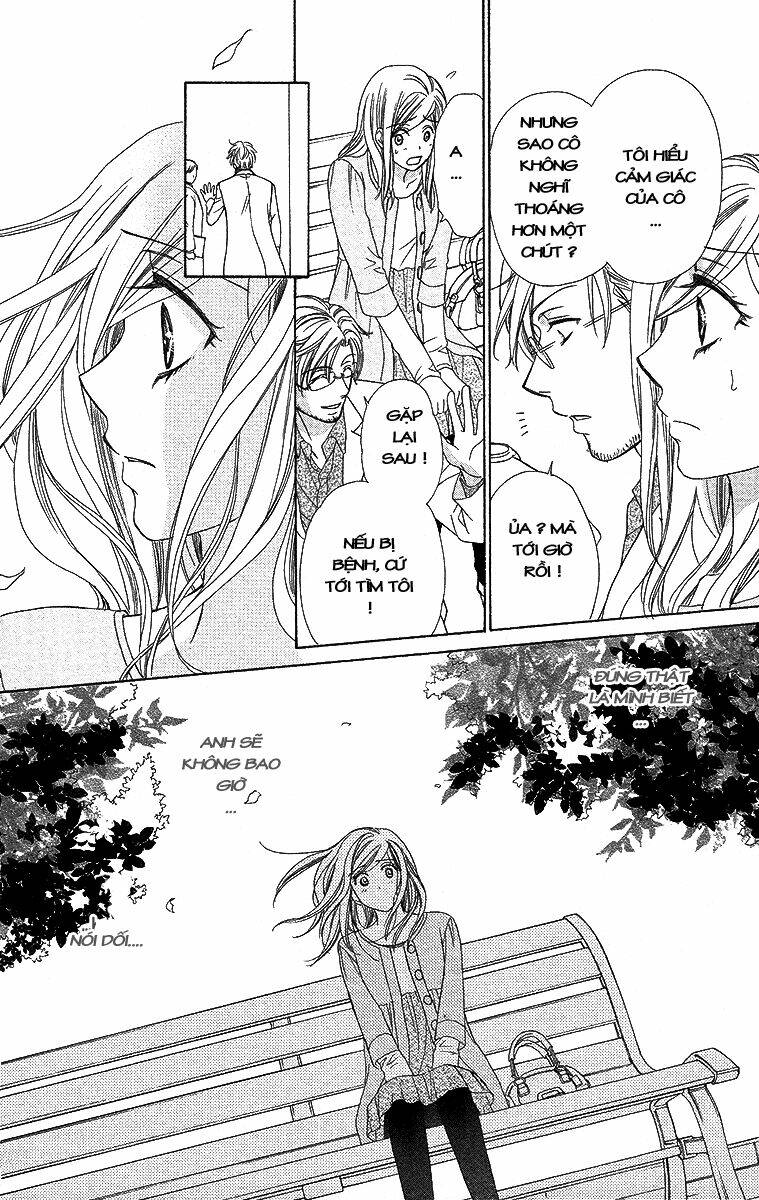 TÔI HIỂU
CẢM GIÁC
CỦA CÔ
...
NHƯNG
SAO CÔ
KHÔNG
NGHĨ
THOÁNG
HƠN MỘT
CHÚT ?
ỦA ? MÀ
TỚI GIỜ
RỒI !
A
...
GẶP
LẠI
SAU !
NẾU BỊ
BỆNH, CỨ
TỚI TÌM TÔI
!
ĐÚNG THẬT
LÀ MÌNH BIẾT
...
ANH SẼ
KHÔNG BAO
GIỜ
...
...
NÓI DỐI....